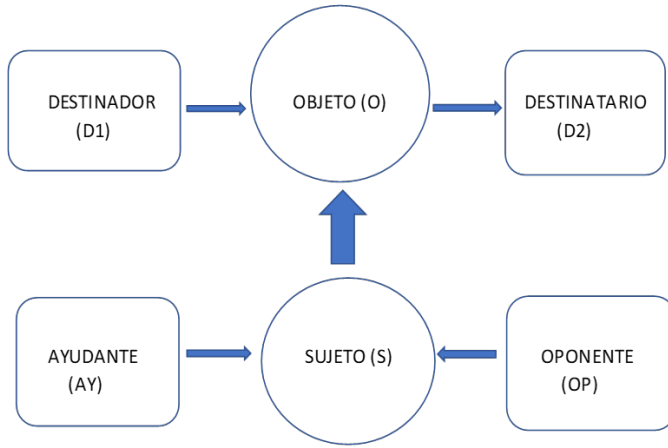 DESTINADOR
(D1)
OBJETO (O)
DESTINATARIO
(D2)
AYUDANTE
(AY)
SUJETO (S)
OPONENTE
(OP)